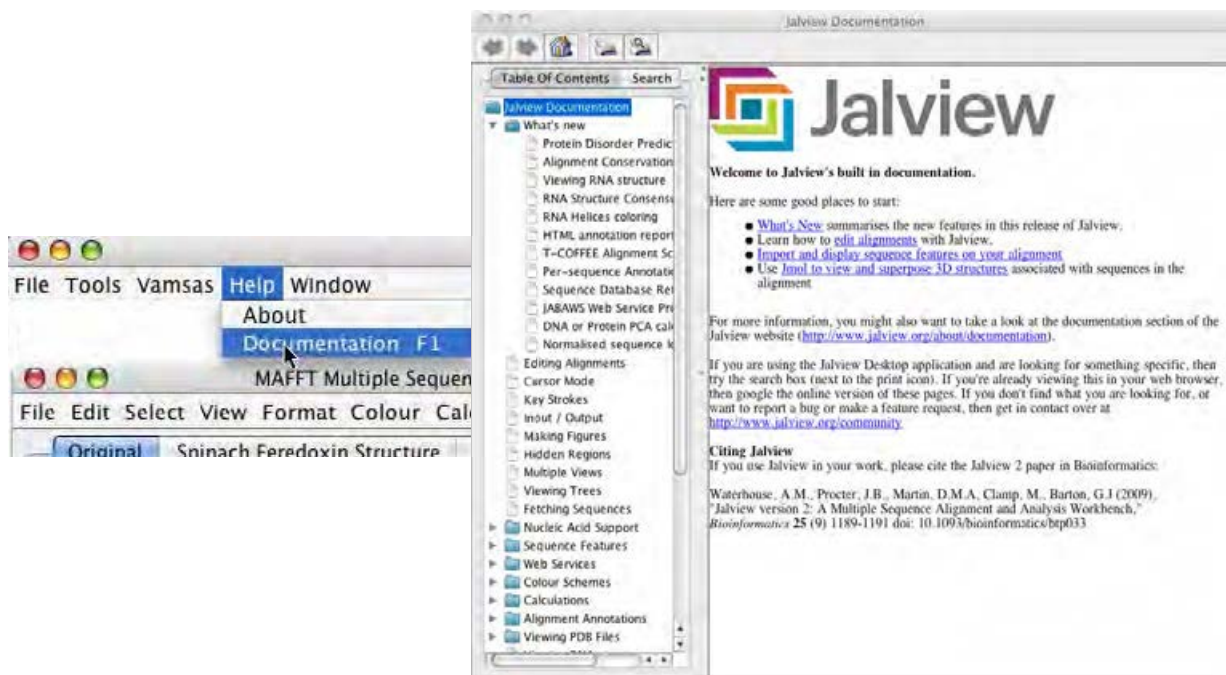 File Tools Vamsas Help Window
About
Documentation F1
MAFFT Multiple Sequen
File Edit Select View Format Colour Cal
Original Spinach Feredoxin Structure
Jalview Documentation
Table Of Contents Search
Jalview Documentation
What's new
Protein Disorder Predic
Alignment Conservation
Viewing RNA structure
RNA Structure Consens
RNA Helices coloring
HTML annotation report
T-COFFEE Alignment Sc
Per-sequence Annotati
Sequence Database Ret
JABAWS Web Service Pr
DNA or Protein PCA cal
Normalised sequence l
Editing Alignments
Cursor Mode
Key Strokes
Input / Output
Making Figures
Hidden Regions
Multiple Views
Viewing Trees
Fetching Sequences
Nucleic Acid Support
Sequence Features
Web Services
Colour Schemes
Calculations
Alignment Annotations
Viewing PDB Files
Jalview
Welcome to Jalview's built in documentation.
Here are some good places to start:
What's New summarises the new features in this release of Jalview.
Learn how to edit alignments with Jalview.
Import and display sequence features on your alignment
Use Jmol to view and superpose 3D structures associated with sequences in the
alignment
For more information, you might also want to take a look at the documentation section of the
Jalview website (http://www.jalview.org/about/documentation).
If you are using the Jalview Desktop application and are looking for something specific, then
try the search box (next to the print icon). If you're already viewing this in your web browser,
then google the online version of these pages. If you don't find what you are looking for, or
want to report a bug or make a feature request, then get in contact over at
http://www.jalview.org/community
Citing Jalview
If you use Jalview in your work, please cite the Jalview 2 paper in Bioinformatics:
Waterhouse, A.M., Procter, J.B., Martin, D.M.A, Clamp, M., Barton, G.J (2009),
"Jalview version 2: A Multiple Sequence Alignment and Analysis Workbench,"
Bioinformatics 25 (9) 1189-1191 doi: 10.1093/bioinformatics/btp033